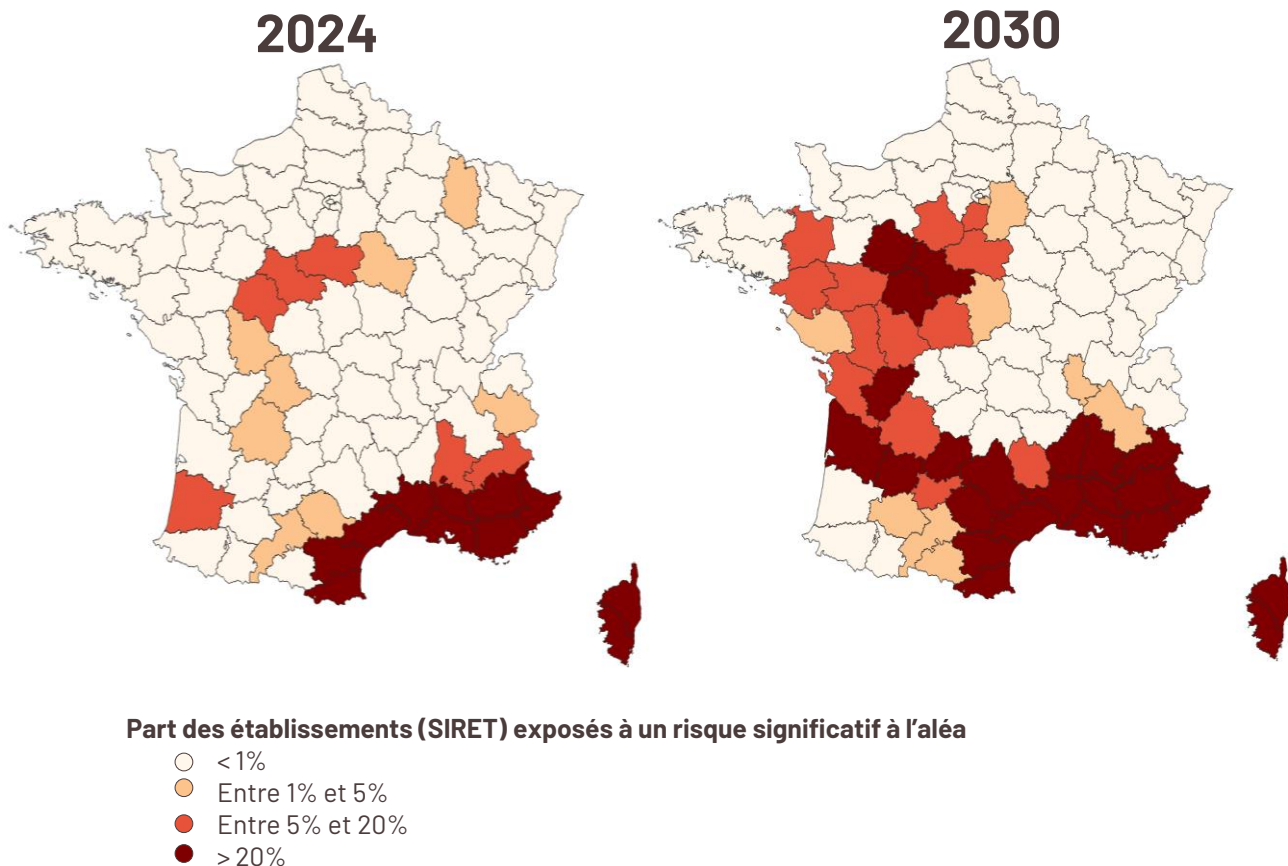 2024
2030
Part des établissements (SIRET) exposés à un risque significatif à l'aléa
< 1%
Entre 1% et 5%
Entre 5% et 20%
> 20%